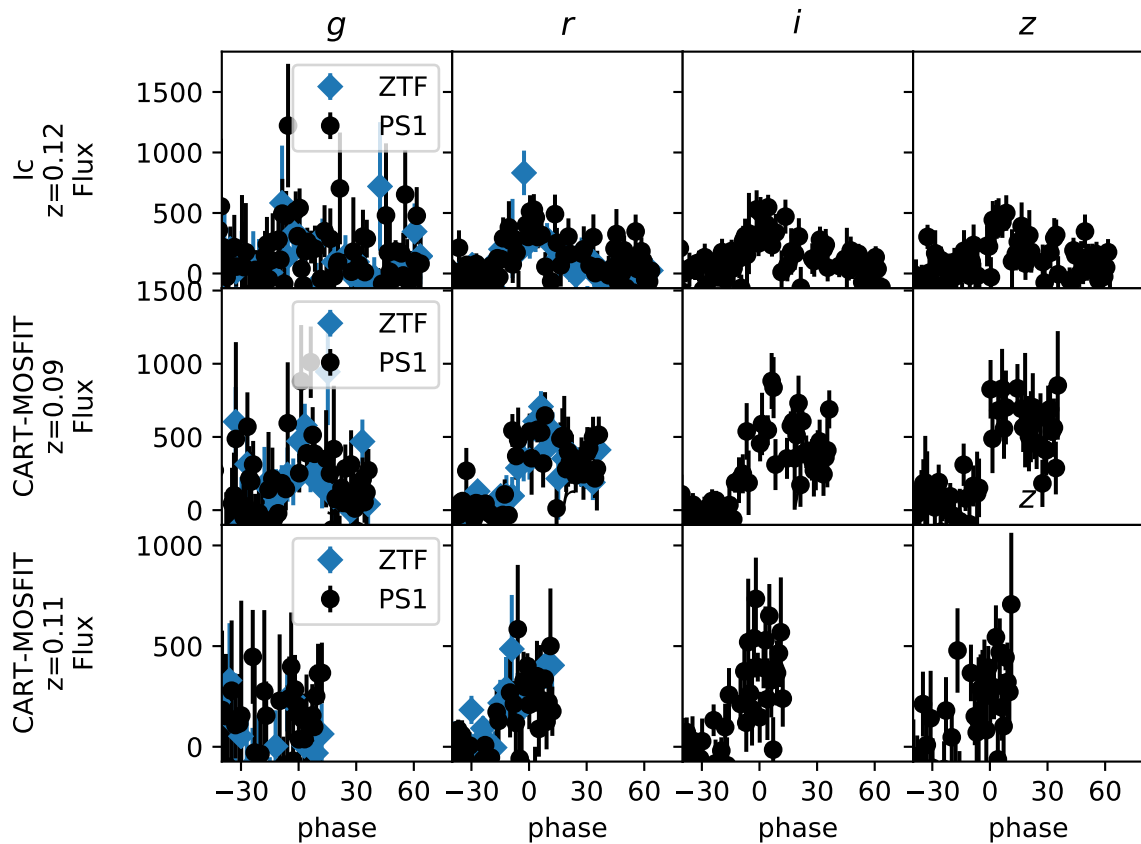 g r i z
Ic
z=0.12
Flux
1500
1000
500
0
ZTF
PS1
CART-MOSFIT
z=0.09
Flux
1500
1000
500
0
ZTF
PS1
z
CART-MOSFIT
z=0.11
Flux
1000
500
0
ZTF
PS1
−30 0 30 60 −30 0 30 60 −30 0 30 60 −30 0 30 60
phase phase phase phase